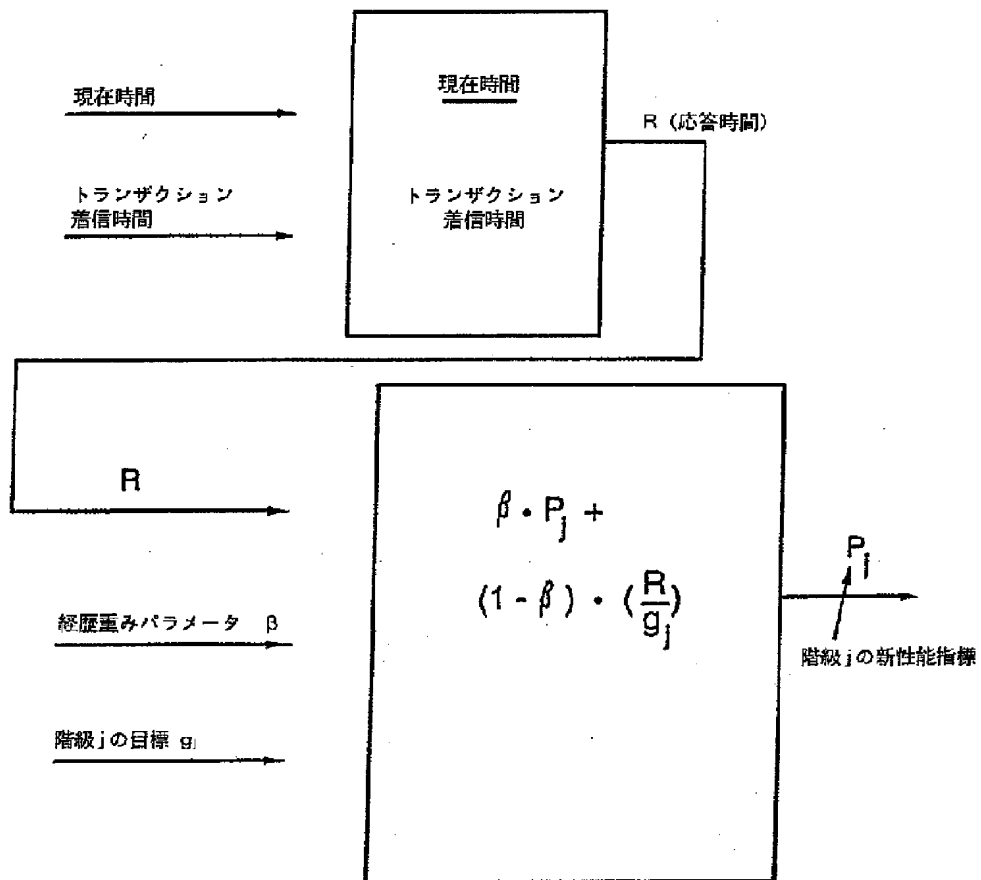 現在時間
現在時間
R (応答時間)
トランザクション
着信時間
トランザクション
着信時間
R
β • Pj +
(1 - β) • (R/gj)
Pj
経歴重みパラメータ β
階級jの新性能指標
階級jの目標 gj